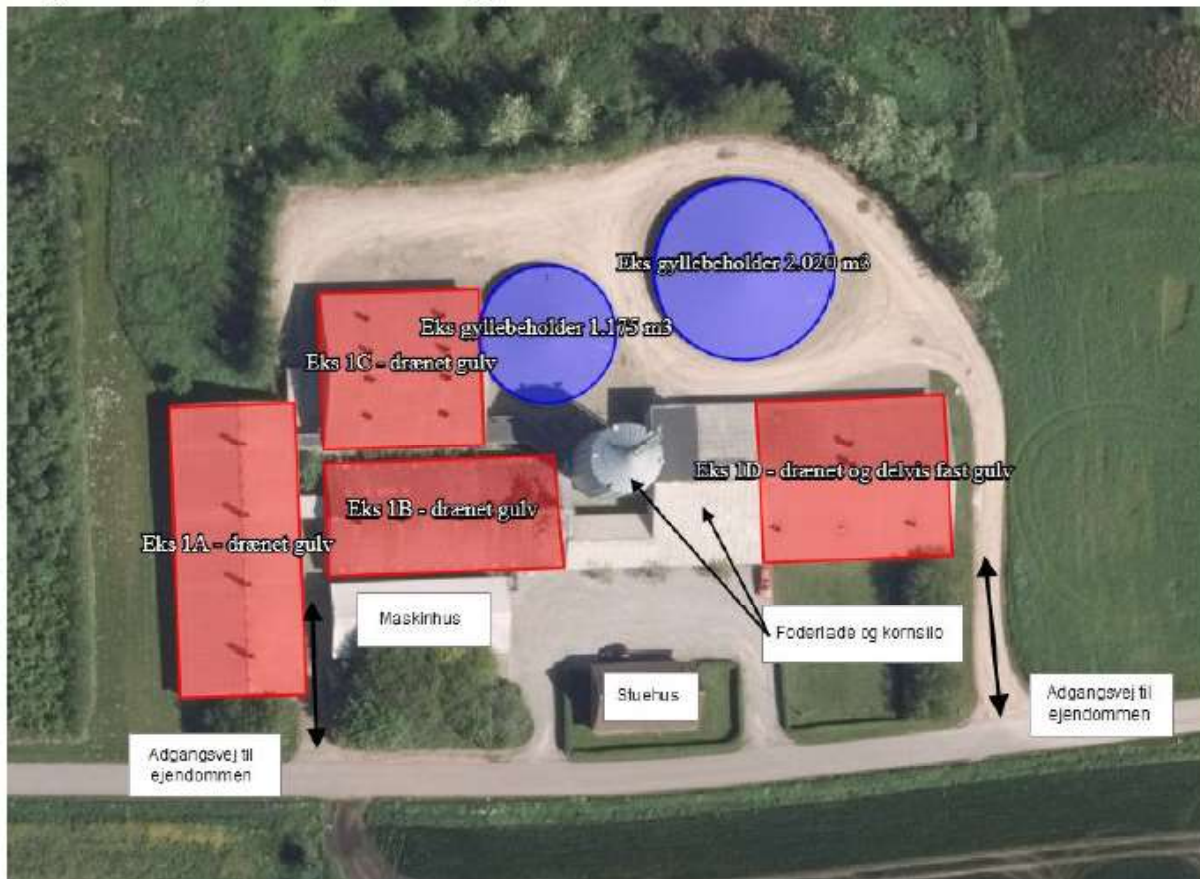 Eks gyllebeholder 2.020 m3
Eks gyllebeholder 1.175 m3
Eks 1C - drænet gulv
Eks 1D - drænet og delvis fast gulv
Eks 1B - drænet gulv
Eks 1A - drænet gulv
Maskinhus
Foderlade og kornsilo
Stuehus
Adgangsvej til
ejendommen
Adgangsvej til
ejendommen